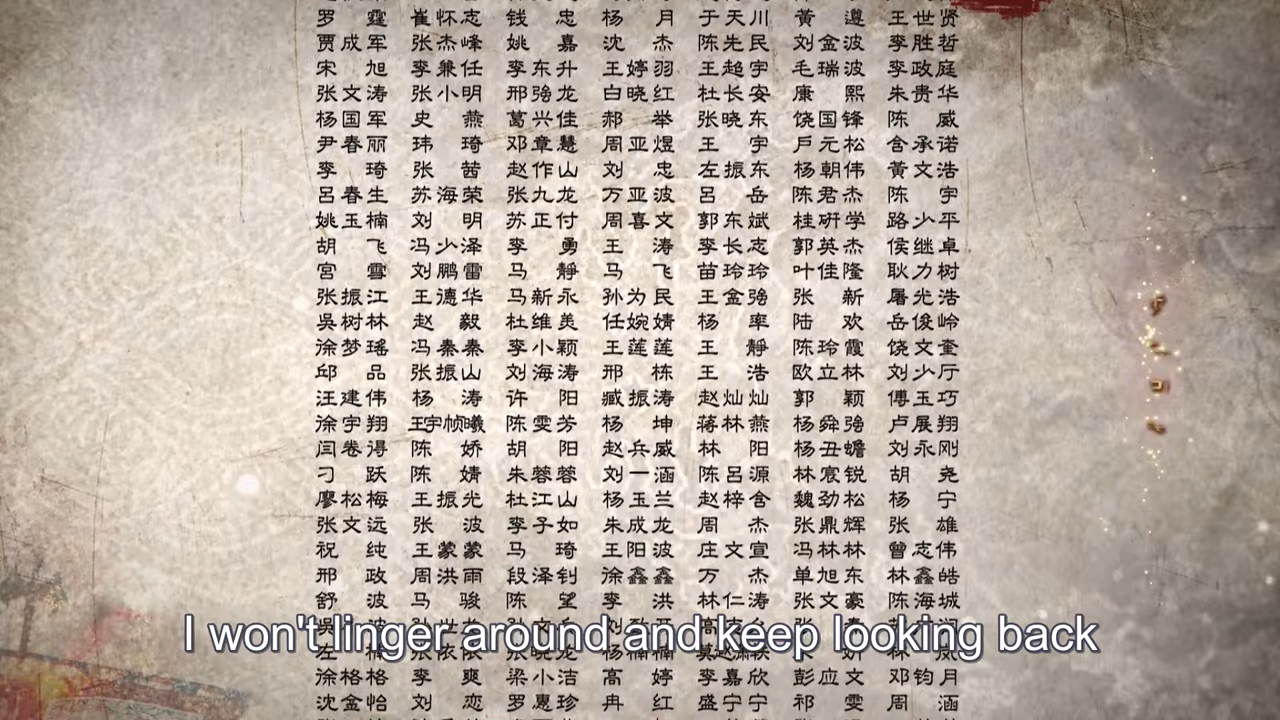 罗霆 崔怀志 钱忠 杨月 于天川 黄遵 王世贤
贾成军 张杰峰 姚嘉 沈杰 陈先民 刘金波 李胜哲
宋旭 李兼任 李东升 王婷羽 王超宇 毛瑞波 李政庭
张文涛 张小明 邢强龙 白晓红 杜长安 康熙 朱贵华
杨国军 史燕 葛兴佳 郝举 张晓东 饶国锋 陈威
尹春丽 玮琦 邓章慧 周亚煜 王宇 戶元松 含承诺
李琦 张茜 赵作山 刘忠 左振东 杨朝伟 黄文浩
吕春生 苏海荣 张九龙 万亚波 吕岳 陈君杰 陈宇
姚玉楠 刘明 苏正付 周喜文 郭东斌 桂研学 路少平
胡飞 冯少泽 李勇 王涛 李长志 郭英杰 侯继卓
宫雪 刘鹏雷 马静 马飞 苗玲玲 叶佳隆 耿力树
张振江 王德华 马新永 孙为民 王金强 张新 屠光浩
吴树林 赵毅 杜维美 任婉婧 杨率 陆欢 岳俊岭
徐梦瑶 冯秦秦 李小颖 王莲莲 王静 陈玲霞 饶文奎
邱品 张振山 刘海涛 邢栋 王浩 欧立林 刘少厅
汪建伟 杨涛 许阳 臧振涛 赵灿灿 郭颖 傅玉巧
徐宇翔 王宇桢曦 陈雯芳 杨坤 蒋林燕 杨舜强 卢展翔
闫卷得 陈娇 胡阳 赵兵威 林阳 杨丑蟾 刘永刚
刁跃 陈婧 朱蓉蓉 刘一涵 陈吕源 林宸锐 胡尧
廖松梅 王振光 杜江山 杨玉兰 赵梓含 魏劲松 杨宁
张文远 张波 李子如 朱成龙 周杰 张鼎辉 张雄
祝纯 王蒙蒙 马琦 王阳波 庄文宣 冯林林 曾志伟
邢政 周洪雨 段泽钊 徐鑫鑫 万杰 单旭东 林鑫皓
舒波 马骏 陈望 李洪 林仁涛 张文豪 陈海城
I won't linger around and keep looking back
徐格格 李爽 梁小洁 高婷 李嘉欣 彭应文 邓钧月
沈金怡 刘恋 罗惠珍 冉红 盛宁宁 祁雯 周涵